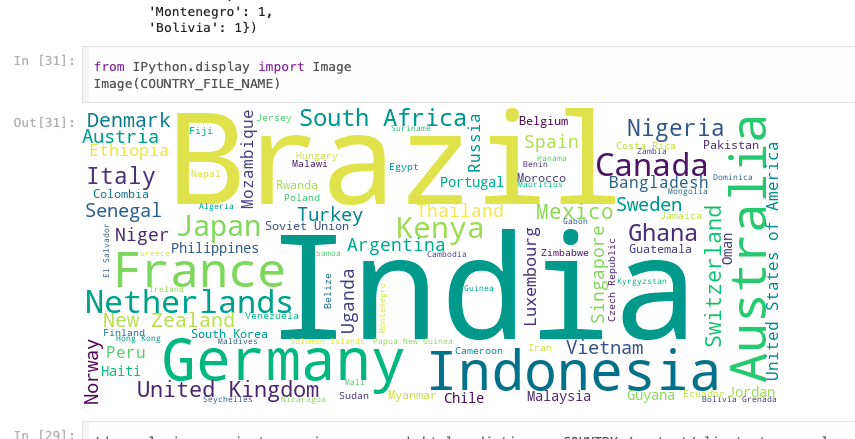 'Montenegro': 1,
'Bolivia': 1})
In [31]:
from IPython.display import Image
Image(COUNTRY_FILE_NAME)
Out[31]:
Denmark
Brazil
Mozambique
Jersey
South Africa
Suriname
Russia
Belgium
Nigeria
Australia
Austria
Fiji
Spain
Costa Rica
Pakistan
Ethiopia
Hungary
Malawi
Egypt
Panama
Benin
Zambia
Canada
United States of America
Italy
Nepal
Rwanda
Portugal
Morocco
Mauritius
Bangladesh
Dominica
Mongolia
Colombia
Poland
Senegal
Algeria
Turkey
Thailand
Mexico
Sweden
Jamaica
El Salvador
Niger
Japan
Soviet Union
Kenya
Gabon
Ghana
Switzerland
Oman
Philippines
India
Argentina
Luxembourg
Zimbabwe
Singapore
Czech Republic
Guatemala
Greece
Samoa
Cambodia
France
Belize
Uganda
Montenegro
Guinea
Kyrgyzstan
Ireland
Netherlands
New Zealand
Venezuela
Finland
Hong Kong
South Korea
Maldives
Solomon Islands
Papua New Guinea
Norway
Peru
Germany
Cameroon
Iran
Vietnam
Haiti
Indonesia
United Kingdom
Mali
Seychelles
Nicaragua
Sudan
Myanmar
Chile
Malaysia
Guyana
Ecuador
Jordan
Bolivia
Grenada
In [29]: